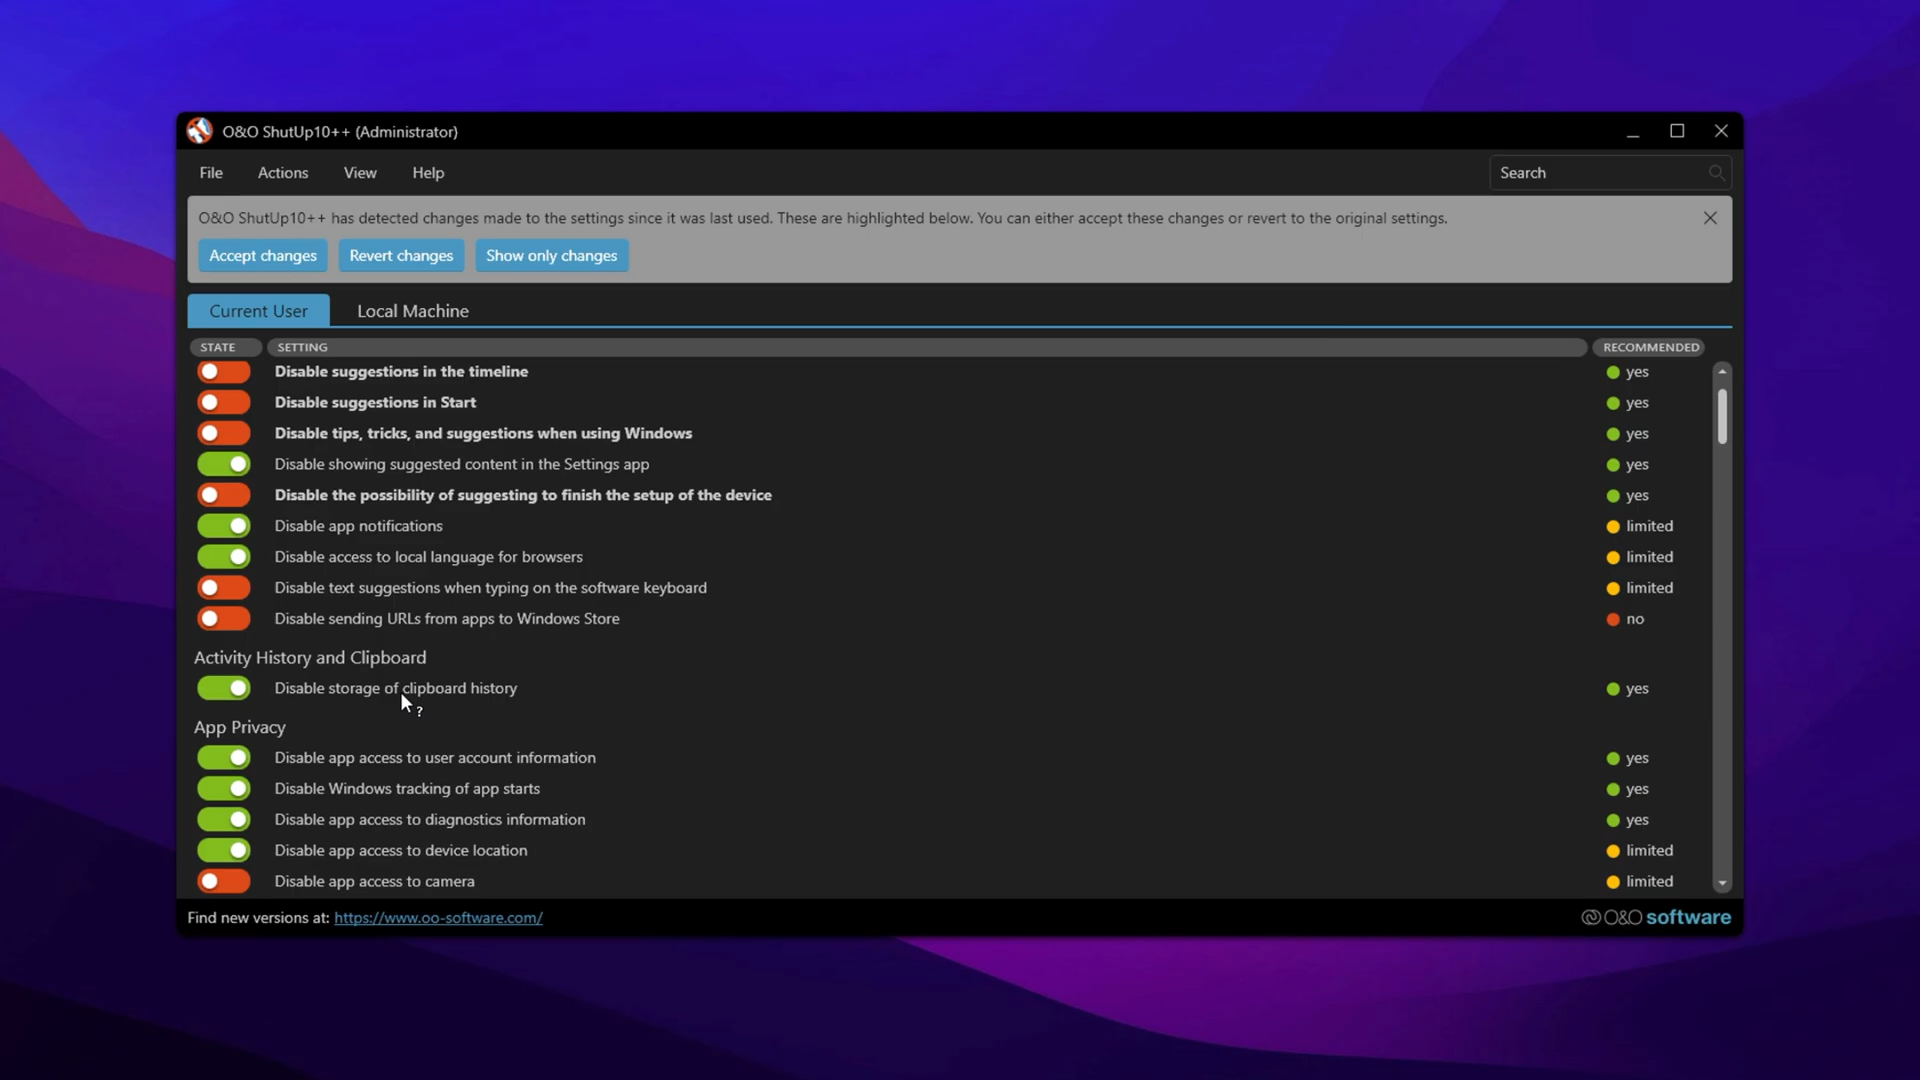 O&O ShutUp10++ (Administrator)
File Actions View Help Search
O&O ShutUp10++ has detected changes made to the settings since it was last used. These are highlighted below. You can either accept these changes or revert to the original settings.
Accept changes Revert changes Show only changes
Current User Local Machine
STATE SETTING RECOMMENDED
Disable suggestions in the timeline yes
Disable suggestions in Start yes
Disable tips, tricks, and suggestions when using Windows yes
Disable showing suggested content in the Settings app yes
Disable the possibility of suggesting to finish the setup of the device yes
Disable app notifications limited
Disable access to local language for browsers limited
Disable text suggestions when typing on the software keyboard limited
Disable sending URLs from apps to Windows Store no
Activity History and Clipboard
Disable storage of clipboard history yes
App Privacy
Disable app access to user account information yes
Disable Windows tracking of app starts yes
Disable app access to diagnostics information yes
Disable app access to device location limited
Disable app access to camera limited
Find new versions at: https://www.oo-software.com/ O&O software